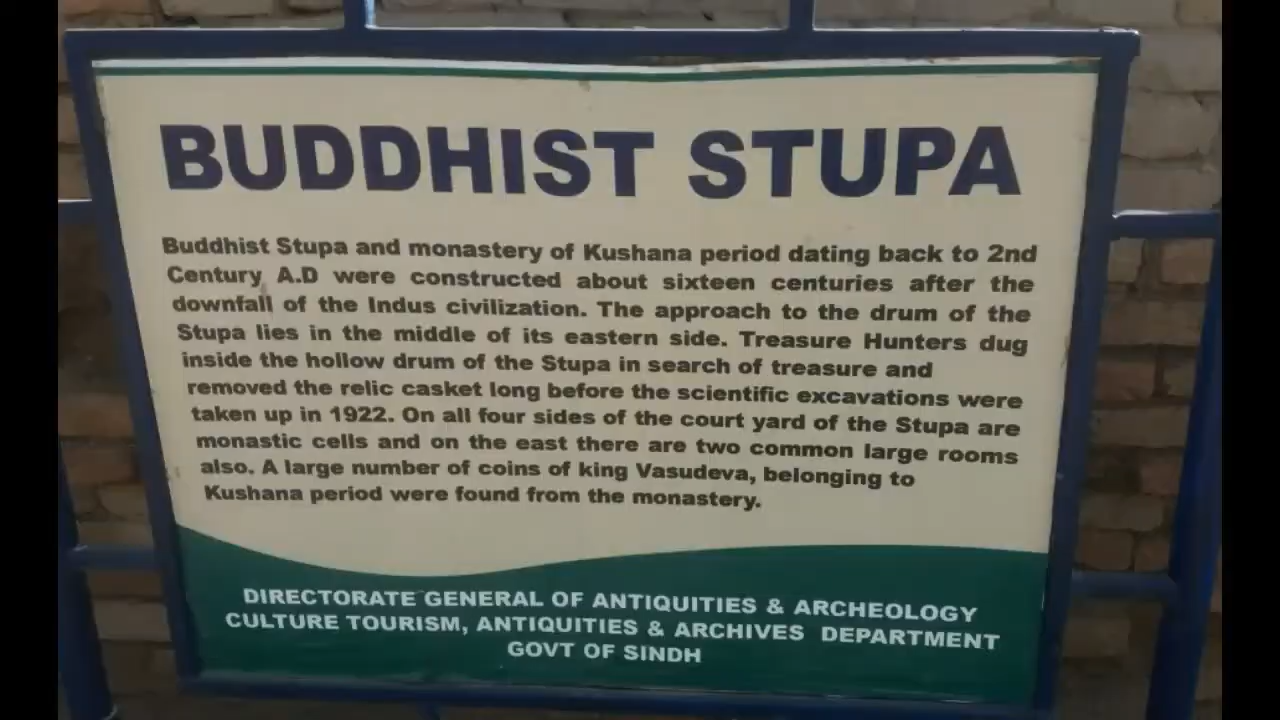 BUDDHIST STUPA
Buddhist Stupa and monastery of Kushana period dating back to 2nd
Century A.D were constructed about sixteen centuries after the
downfall of the Indus civilization. The approach to the drum of the
Stupa lies in the middle of its eastern side. Treasure Hunters dug
inside the hollow drum of the Stupa in search of treasure and
removed the relic casket long before the scientific excavations were
taken up in 1922. On all four sides of the court yard of the Stupa are
monastic cells and on the east there are two common large rooms
also. A large number of coins of king Vasudeva, belonging to
Kushana period were found from the monastery.
DIRECTORATE GENERAL OF ANTIQUITIES & ARCHEOLOGY
CULTURE TOURISM, ANTIQUITIES & ARCHIVES DEPARTMENT
GOVT OF SINDH